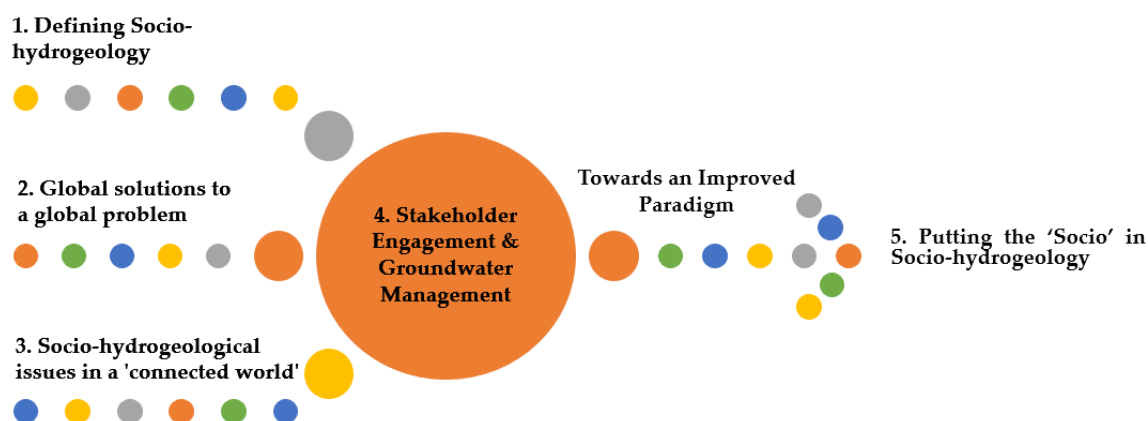 1. Defining Socio-
hydrogeology
2. Global solutions to
a global problem
3. Socio-hydrogeological
issues in a 'connected world'
4. Stakeholder
Engagement &
Groundwater
Management
Towards an Improved
Paradigm
5. Putting the ‘Socio’ in
Socio-hydrogeology